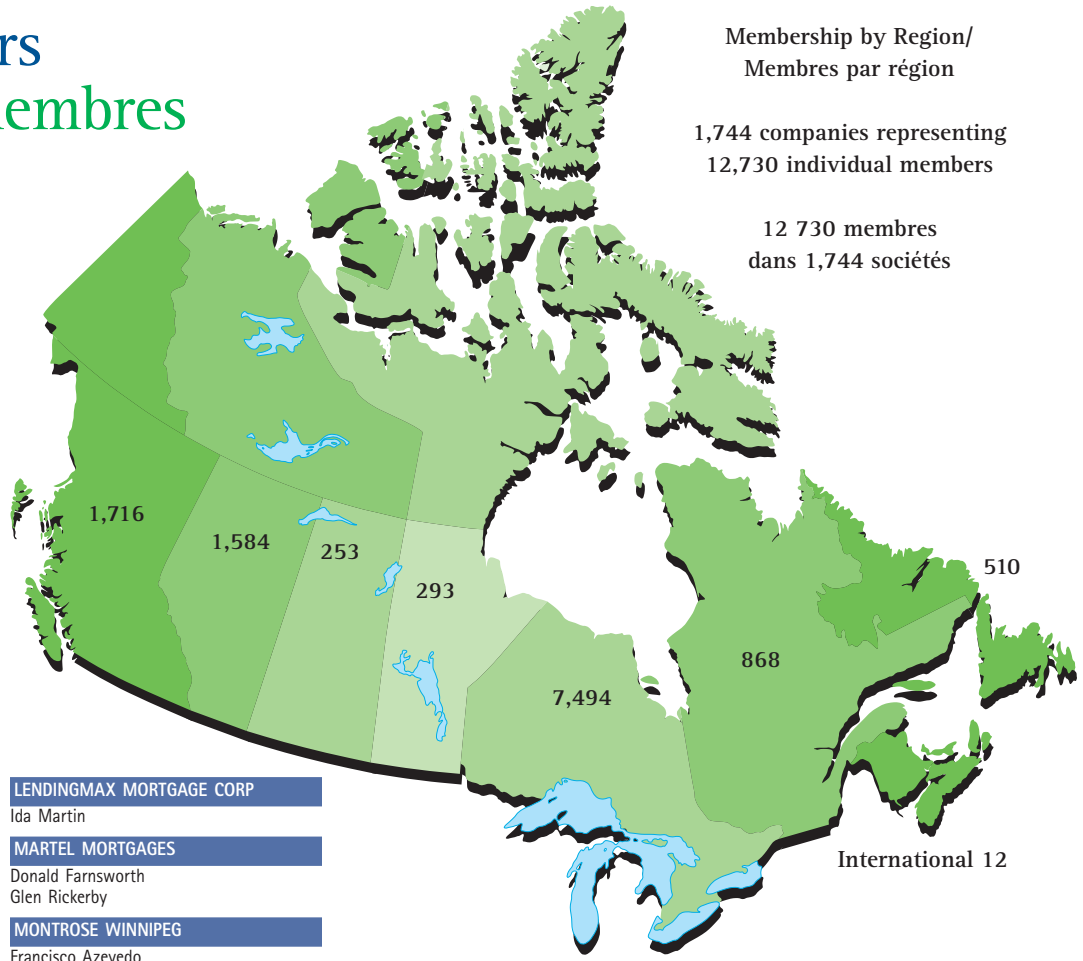 rs
embres
Membership by Region/
Membres par région
1,744 companies representing
12,730 individual members
12 730 membres
dans 1,744 sociétés
1,716
1,584
253
293
7,494
868
510
International 12
LENDINGMAX MORTGAGE CORP
Ida Martin
MARTEL MORTGAGES
Donald Farnsworth
Glen Rickerby
MONTROSE WINNIPEG
Francisco Azevedo